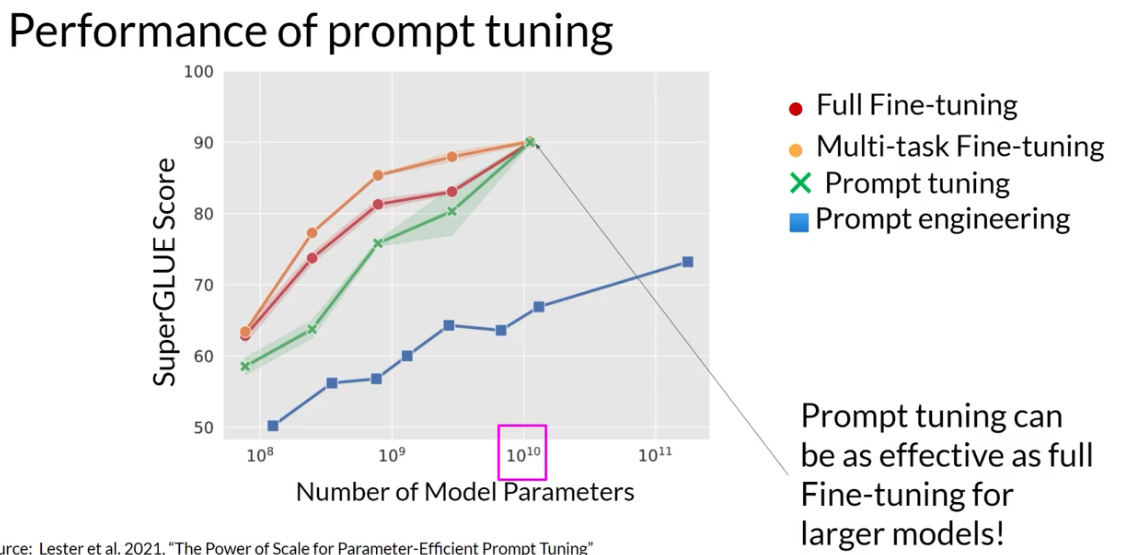 Performance of prompt tuning
100
90
80
70
60
50
SuperGLUE Score
10⁸
10⁹
10¹⁰
10¹¹
Number of Model Parameters
Full Fine-tuning
Multi-task Fine-tuning
Prompt tuning
Prompt engineering
Prompt tuning can
be as effective as full
Fine-tuning for
larger models!
urce: Lester et al. 2021, “The Power of Scale for Parameter-Efficient Prompt Tuning”